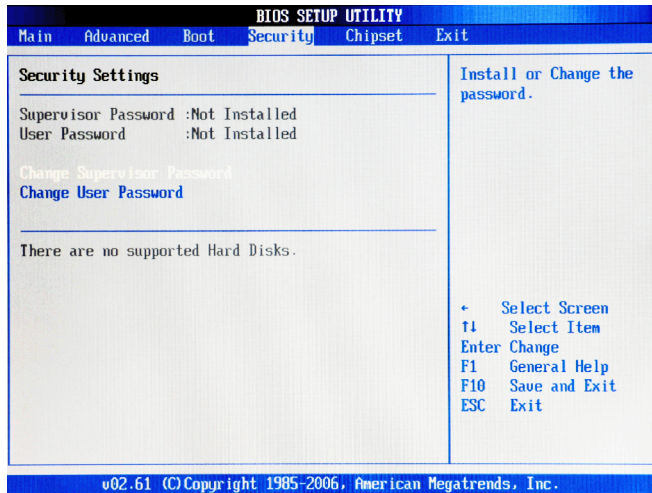 BIOS SETUP UTILITY
Main Advanced Boot Security Chipset Exit
Security Settings
Supervisor Password :Not Installed
User Password :Not Installed
Change Supervisor Password
Change User Password
There are no supported Hard Disks.
Install or Change the
password.
← Select Screen
↑↓ Select Item
Enter Change
F1 General Help
F10 Save and Exit
ESC Exit
v02.61 (C)Copyright 1985-2006, American Megatrends, Inc.